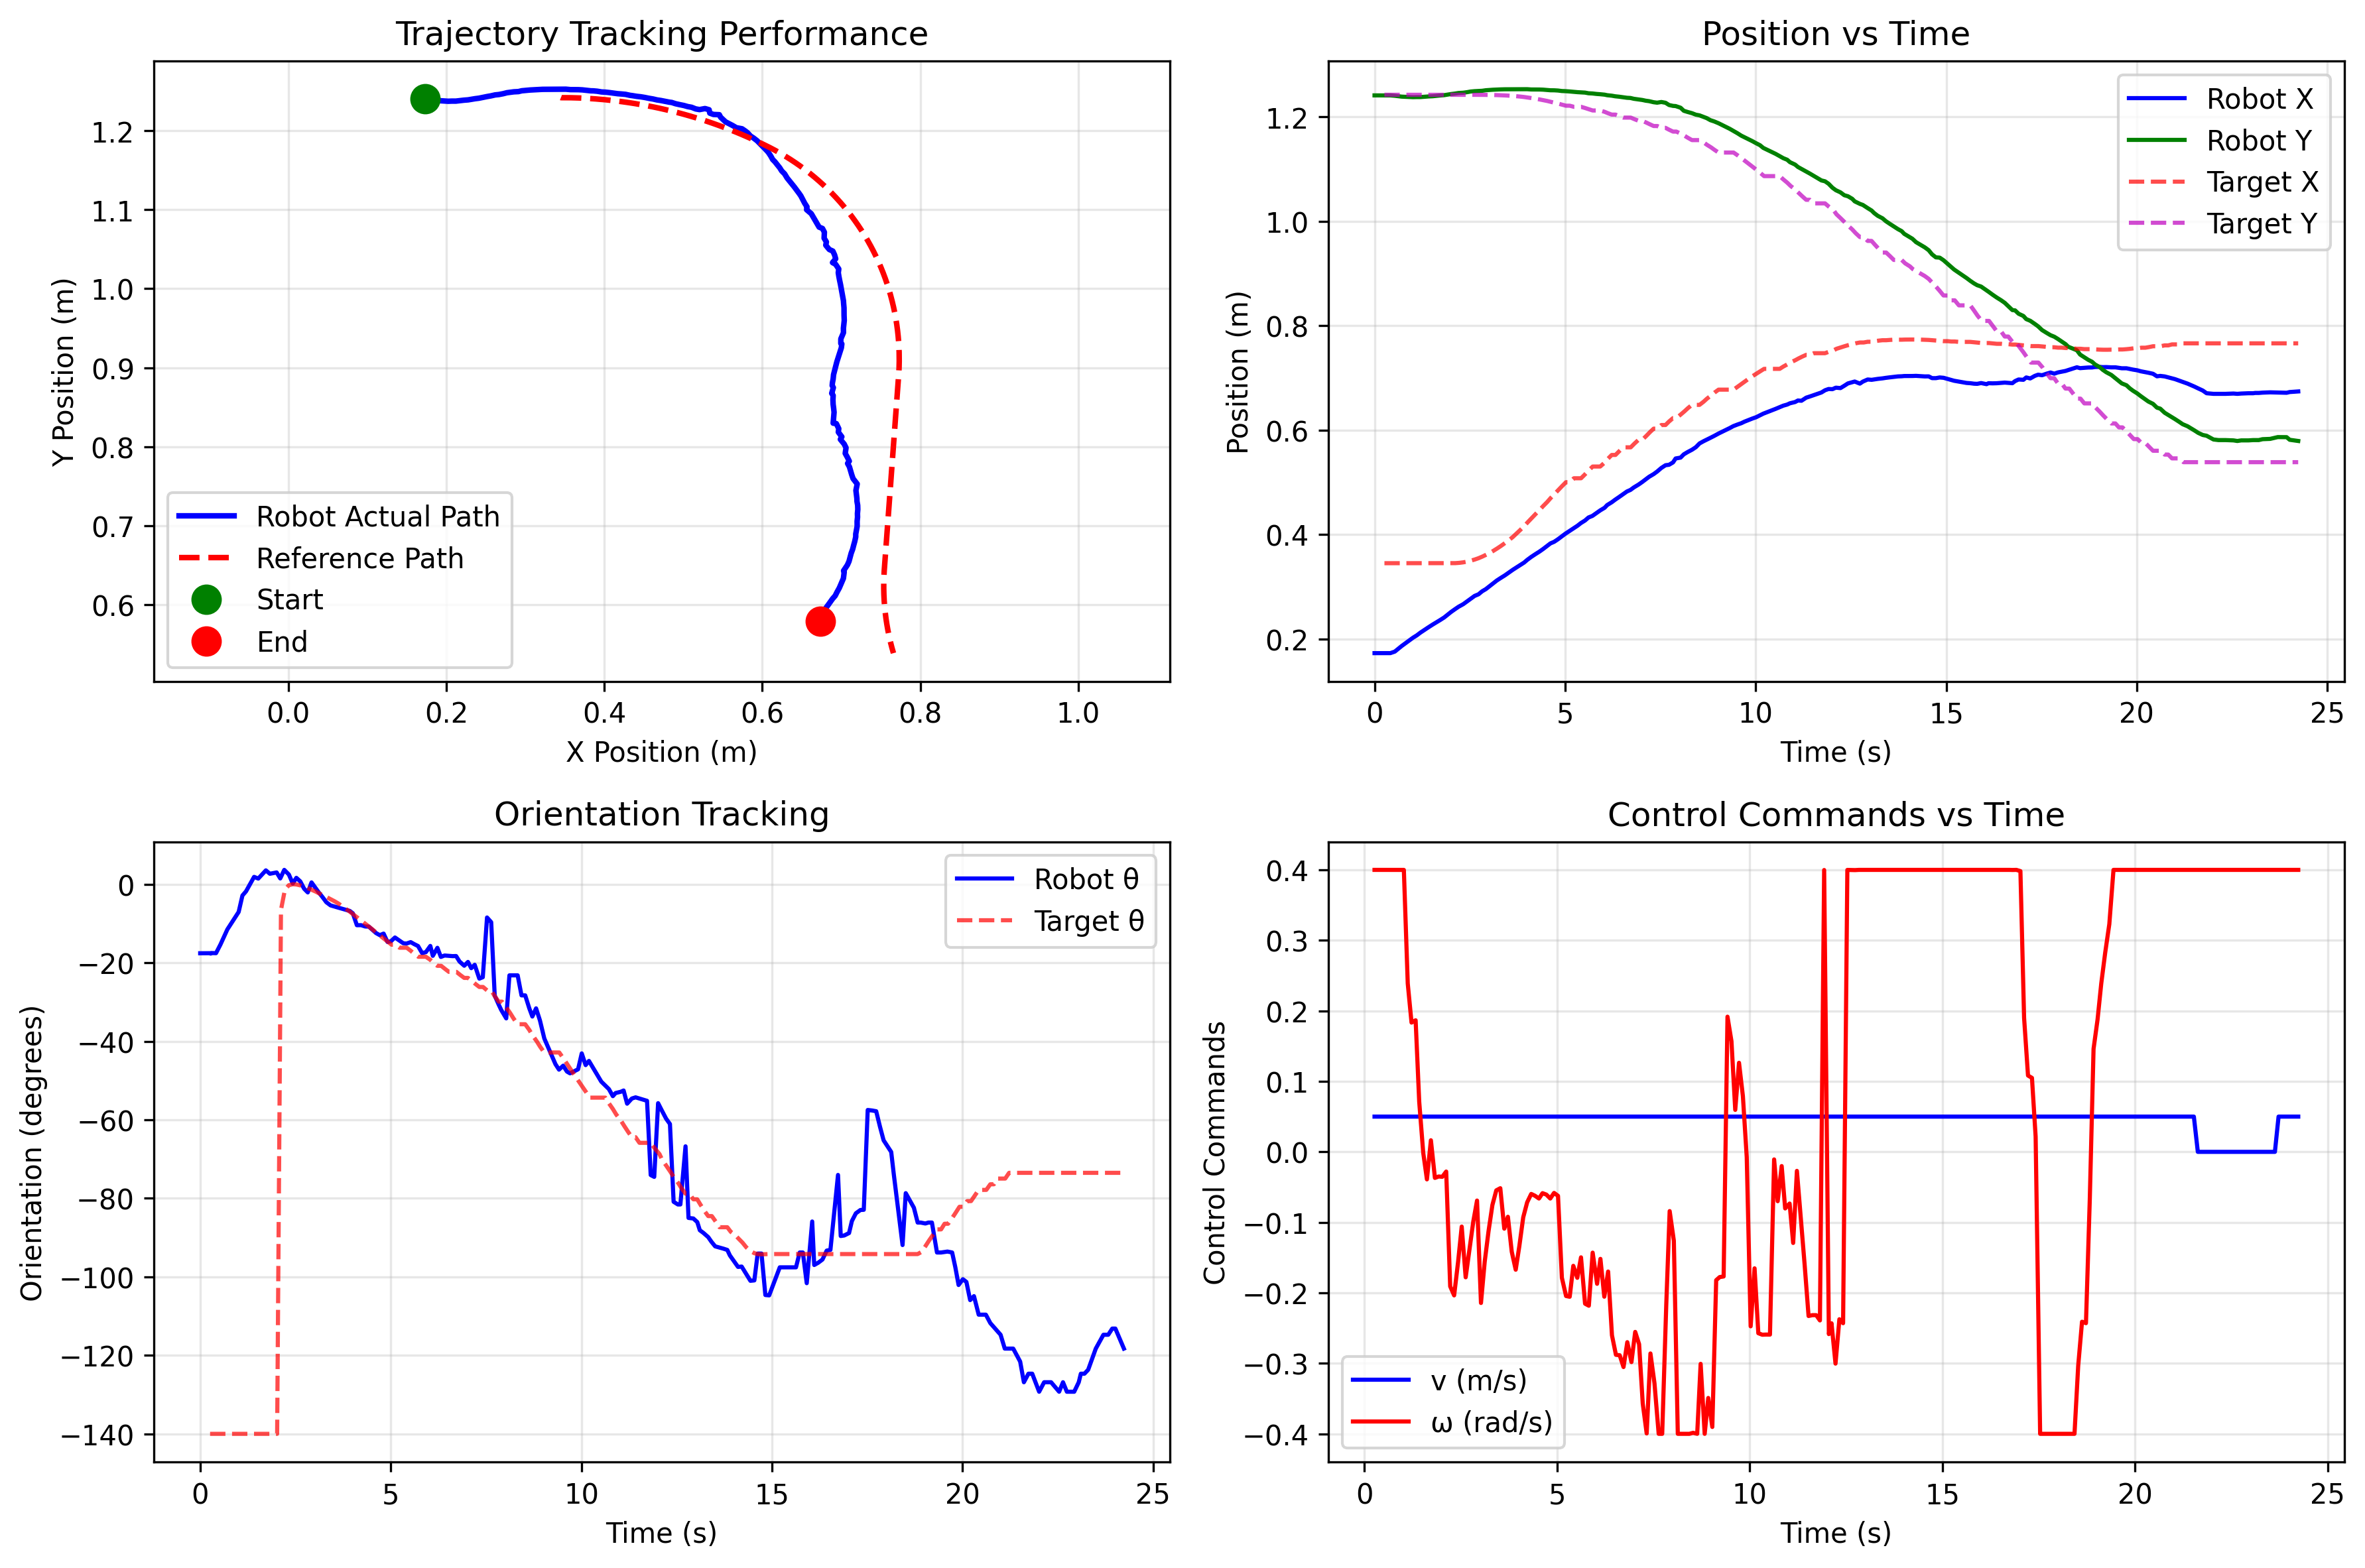 Trajectory Tracking Performance
Y Position (m)
1.2
1.1
1.0
0.9
0.8
0.7
0.6
Robot Actual Path
Reference Path
Start
End
0.0 0.2 0.4 0.6 0.8 1.0
X Position (m)
Position vs Time
Position (m)
1.2
1.0
0.8
0.6
0.4
0.2
Robot X
Robot Y
Target X
Target Y
0 5 10 15 20 25
Time (s)
Orientation Tracking
Orientation (degrees)
0
−20
−40
−60
−80
−100
−120
−140
Robot θ
Target θ
0 5 10 15 20 25
Time (s)
Control Commands vs Time
Control Commands
0.4
0.3
0.2
0.1
0.0
−0.1
−0.2
−0.3
−0.4
v (m/s)
ω (rad/s)
0 5 10 15 20 25
Time (s)